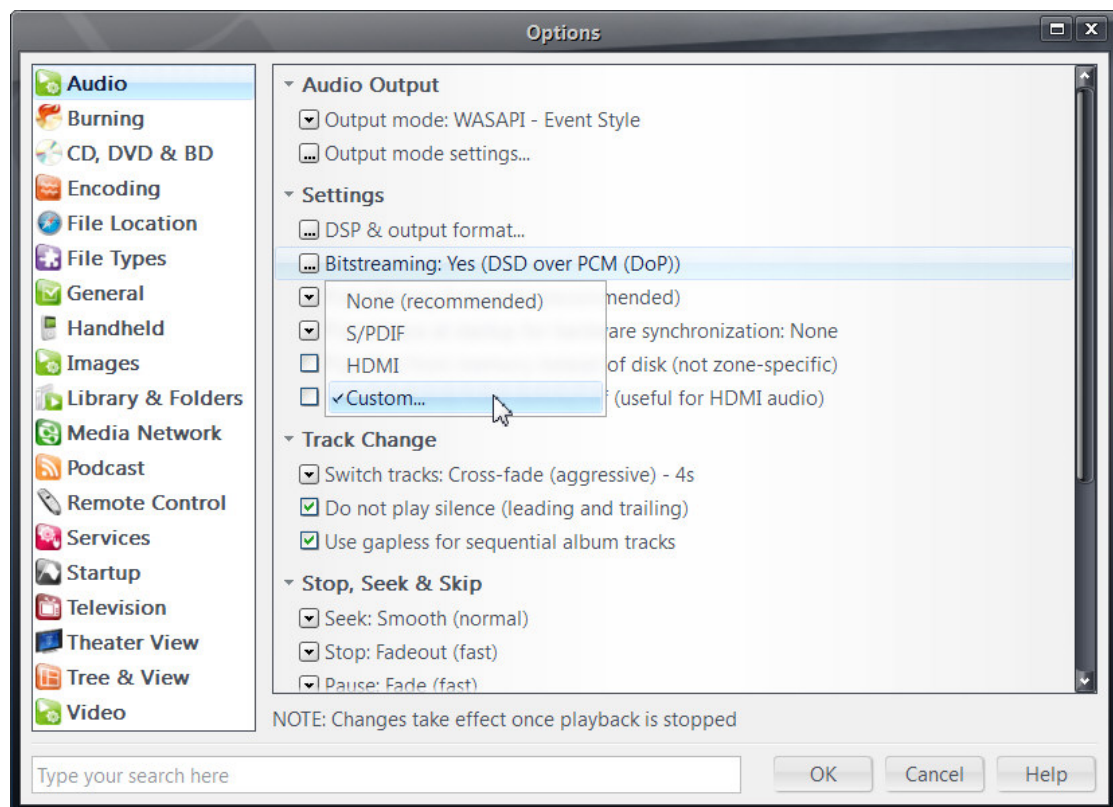 Options
Audio
Burning
CD, DVD & BD
Encoding
File Location
File Types
General
Handheld
Images
Library & Folders
Media Network
Podcast
Remote Control
Services
Startup
Television
Theater View
Tree & View
Video
Audio Output
Output mode: WASAPI - Event Style
Output mode settings...
Settings
DSP & output format...
Bitstreaming: Yes (DSD over PCM (DoP))
None (recommended)
S/PDIF
HDMI
Custom...
mended)
are synchronization: None
of disk (not zone-specific)
(useful for HDMI audio)
Track Change
Switch tracks: Cross-fade (aggressive) - 4s
Do not play silence (leading and trailing)
Use gapless for sequential album tracks
Stop, Seek & Skip
Seek: Smooth (normal)
Stop: Fadeout (fast)
Pause: Fade (fast)
NOTE: Changes take effect once playback is stopped
Type your search here
OK
Cancel
Help